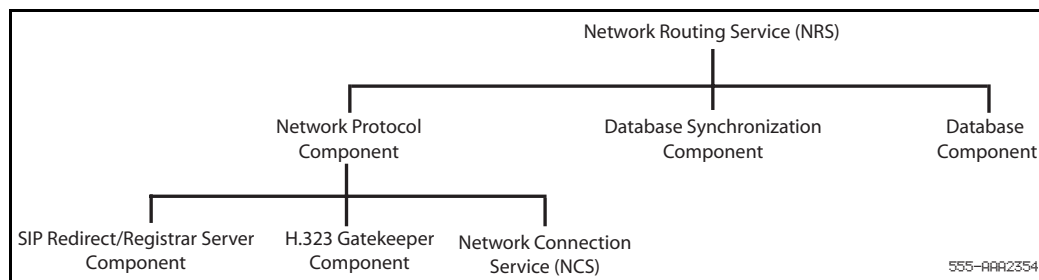 Network Routing Service (NRS)
Network Protocol
Component
Database Synchronization
Component
Database
Component
SIP Redirect/Registrar Server
Component
H.323 Gatekeeper
Component
Network Connection
Service (NCS)
555-AAA2354